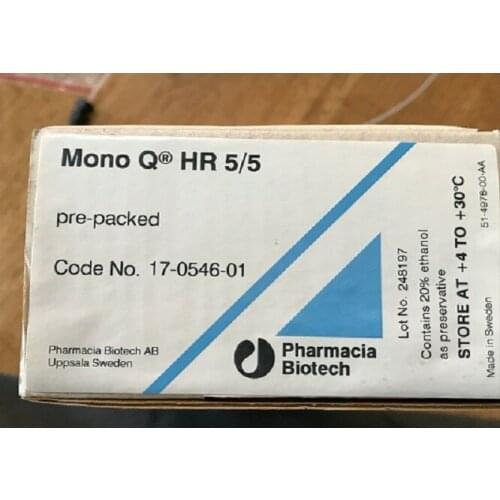 Mono Q® HR 5/5
pre-packed
Code No. 17-0546-01
Pharmacia Biotech AB
Uppsala Sweden
Pharmacia
Biotech
Lot No. 248197
Contains 20% ethanol
as preservative
STORE AT +4 TO +30°C
Made in Sweden
51-4978-00-AA